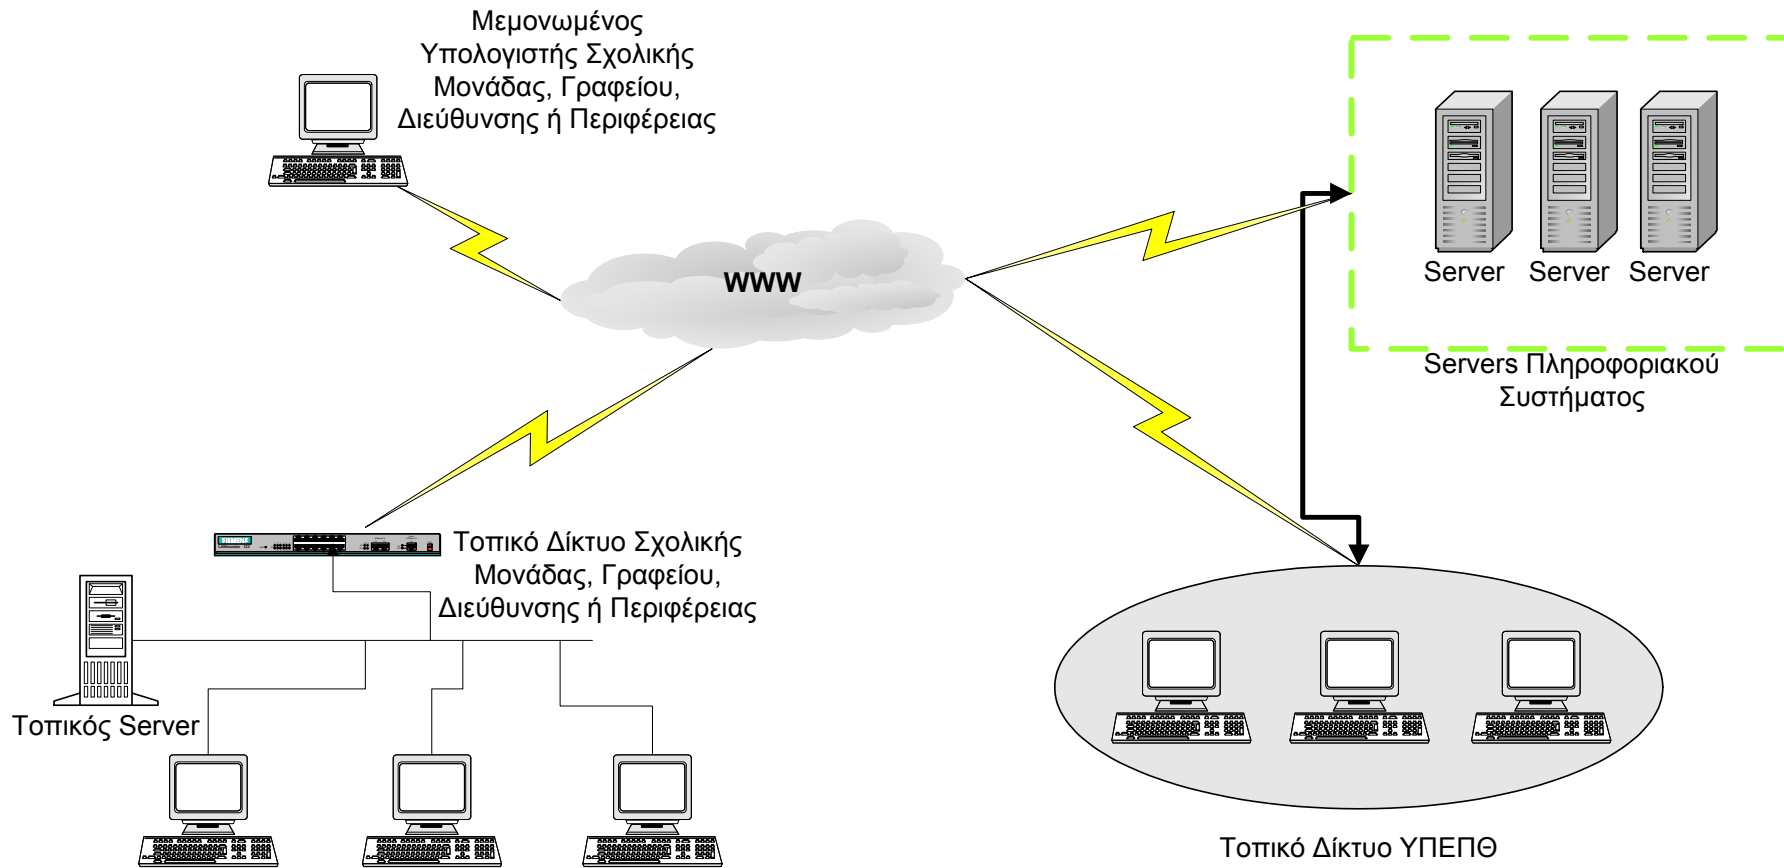 Μεμονωμένος
Υπολογιστής Σχολικής
Μονάδας, Γραφείου,
Διεύθυνσης ή Περιφέρειας
www
Server Server Server
Servers Πληροφοριακού
Συστήματος
SIEMENS
Τοπικό Δίκτυο Σχολικής
Μονάδας, Γραφείου,
Διεύθυνσης ή Περιφέρειας
Τοπικός Server
Τοπικό Δίκτυο ΥΠΕΠΘ